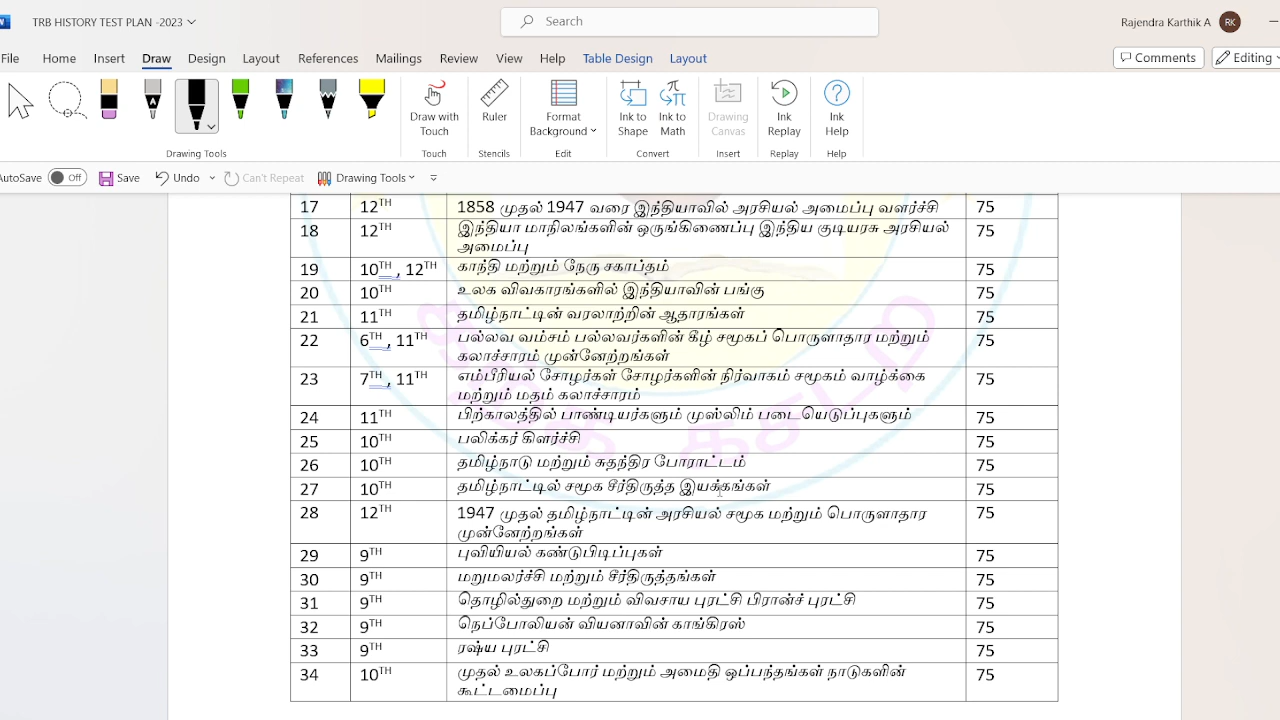 TRB HISTORY TEST PLAN -2023
Search
Rajendra Karthik A RK
File Home Insert Draw Design Layout References Mailings Review View Help Table Design Layout
Comments Editing
Draw with Touch
Ruler
Format Background
Ink to Shape
Ink to Math
Drawing Canvas
Ink Replay
Ink Help
Drawing Tools Touch Stencils Edit Convert Insert Replay Help
AutoSave Off Save Undo Can't Repeat Drawing Tools
17 12TH 1858 முதல் 1947 வரை இந்தியாவில் அரசியல் அமைப்பு வளர்ச்சி 75
18 12TH இந்தியா மாநிலங்களின் ஒருங்கிணைப்பு இந்திய குடியரசு அரசியல் 75
அமைப்பு
19 10TH , 12TH காந்தி மற்றும் நேரு சகாப்தம் 75
20 10TH உலக விவகாரங்களில் இந்தியாவின் பங்கு 75
21 11TH தமிழ்நாட்டின் வரலாற்றின் ஆதாரங்கள் 75
22 6TH , 11TH பல்லவ வம்சம் பல்லவர்களின் கீழ் சமூகப் பொருளாதார மற்றும் 75
கலாச்சாரம் முன்னேற்றங்கள்
23 7TH , 11TH எம்பீரியல் சோழர்கள் சோழர்களின் நிர்வாகம் சமூகம் வாழ்க்கை 75
மற்றும் மதம் கலாச்சாரம்
24 11TH பிற்காலத்தில் பாண்டியர்களும் முஸ்லிம் படையெடுப்புகளும் 75
25 10TH பலிக்கர் கிளர்ச்சி 75
26 10TH தமிழ்நாடு மற்றும் சுதந்திர போராட்டம் 75
27 10TH தமிழ்நாட்டில் சமூக சீர்திருத்த இயக்கங்கள் 75
28 12TH 1947 முதல் தமிழ்நாட்டின் அரசியல் சமூக மற்றும் பொருளாதார 75
முன்னேற்றங்கள்
29 9TH புவியியல் கண்டுபிடிப்புகள் 75
30 9TH மறுமலர்ச்சி மற்றும் சீர்திருத்தங்கள் 75
31 9TH தொழில்துறை மற்றும் விவசாய புரட்சி பிரான்ச் புரட்சி 75
32 9TH நெப்போலியன் வியனாவின் காங்கிரஸ் 75
33 9TH ரஷ்ய புரட்சி 75
34 10TH முதல் உலகப்போர் மற்றும் அமைதி ஒப்பந்தங்கள் நாடுகளின் 75
கூட்டமைப்பு